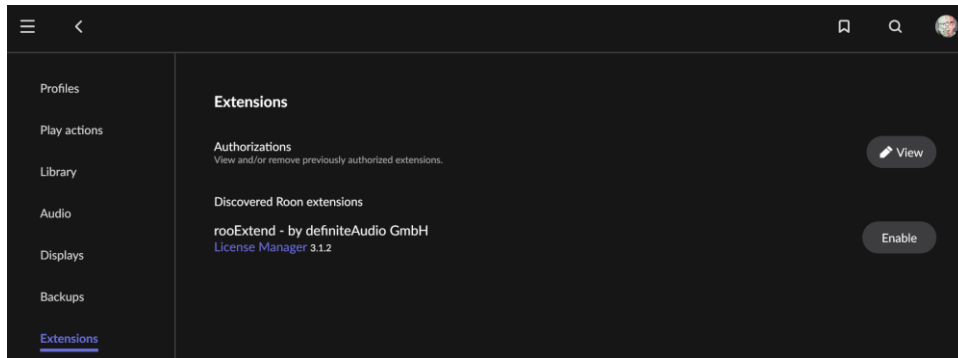 Profiles
Play actions
Library
Audio
Displays
Backups
Extensions
Extensions
Authorizations
View and/or remove previously authorized extensions.
View
Discovered Roon extensions
rooExtend - by definiteAudio GmbH
License Manager 3.1.2
Enable